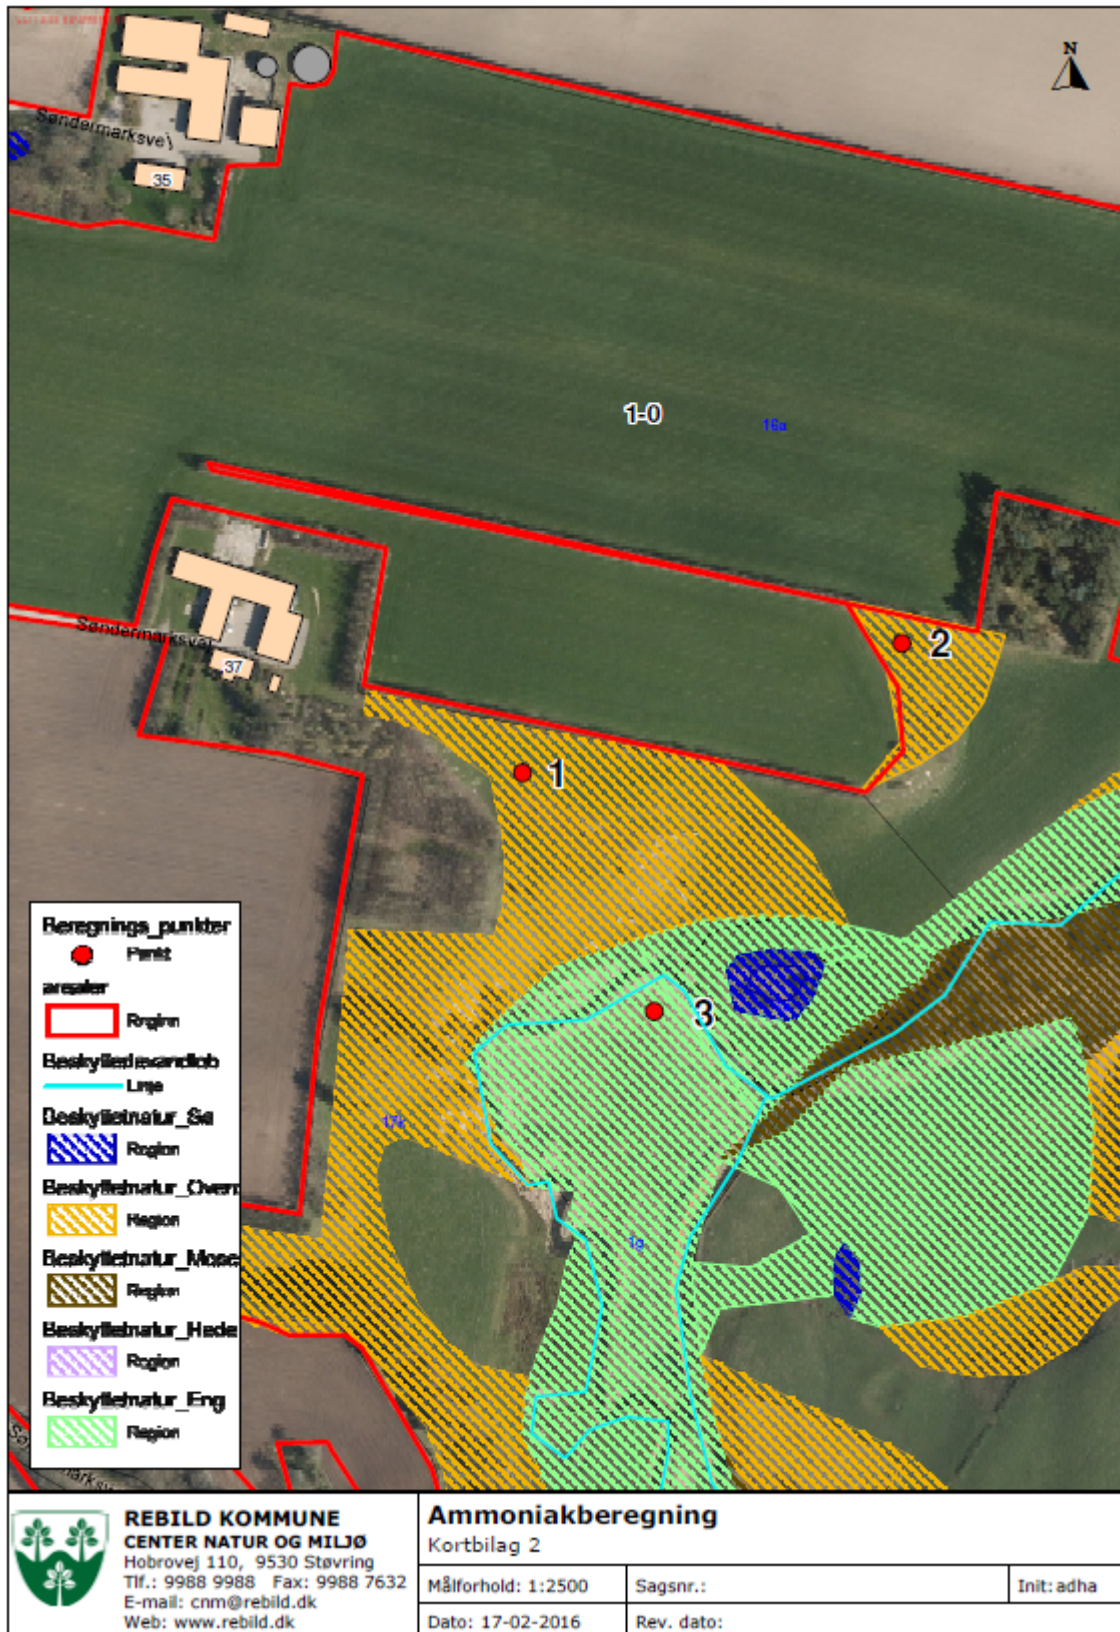 N
Søndermarksvej
35
1-0
16a
Søndermarksvej
37
2
1
3
17k
1g
Beregnings_punkter
Punkt
arealer
Region
Beskyttedevandløb
Linje
Beskyttetnatur_Sø
Region
Beskyttetnatur_Overd
Region
Beskyttetnatur_Mose
Region
Beskyttetnatur_Hede
Region
Beskyttetnatur_Eng
Region
REBILD KOMMUNE
CENTER NATUR OG MILJØ
Hobrovej 110, 9530 Støvring
Tlf.: 9988 9988 Fax: 9988 7632
E-mail: cnm@rebild.dk
Web: www.rebild.dk
Ammoniakberegning
Kortbilag 2
Målforhold: 1:2500
Sagsnr.:
Init: adha
Dato: 17-02-2016
Rev. dato: